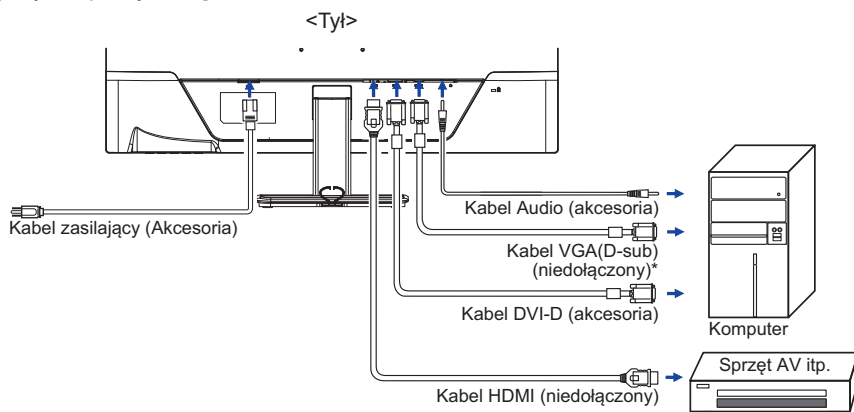 <Tył>
Kabel Audio (akcesoria)
Kabel zasilający (Akcesoria)
Kabel VGA(D-sub)
(niedołączony)*
Kabel DVI-D (akcesoria)
Komputer
Sprzęt AV itp.
Kabel HDMI (niedołączony)